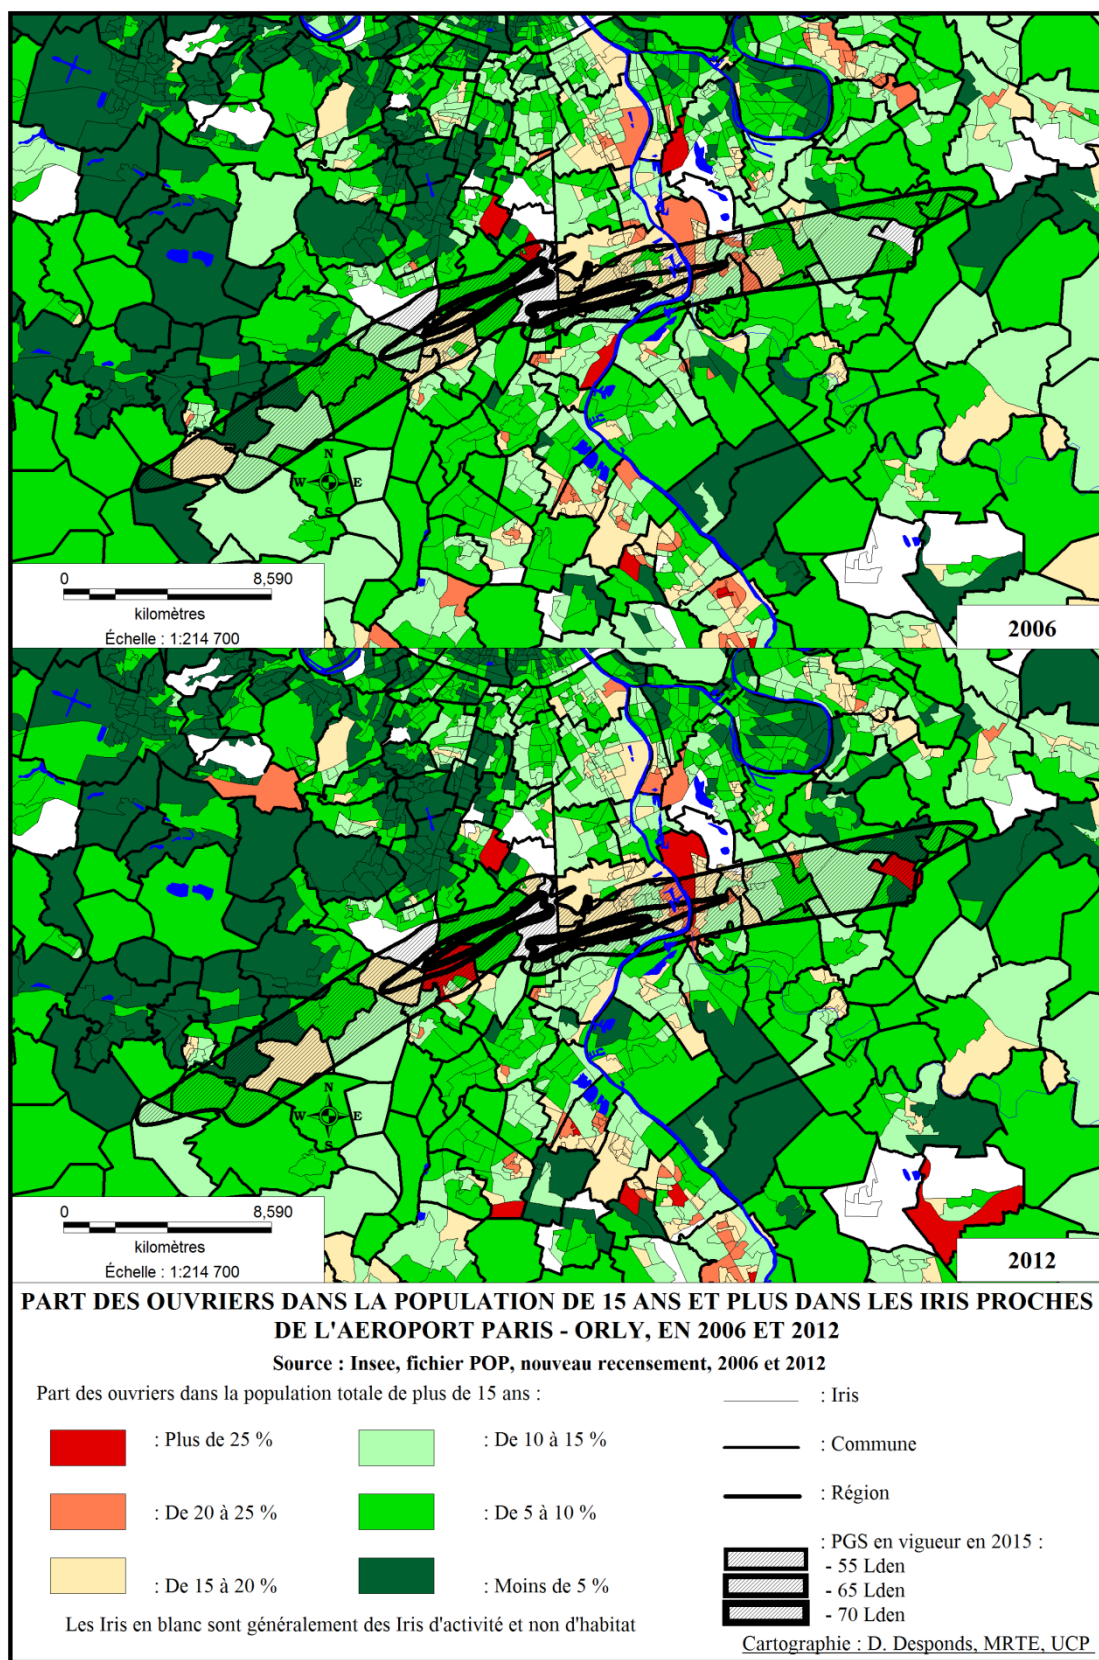 N
W E
S
0 8,590
kilomètres
Échelle : 1:214 700
2006
N
W E
S
0 8,590
kilomètres
Échelle : 1:214 700
2012
PART DES OUVRIERS DANS LA POPULATION DE 15 ANS ET PLUS DANS LES IRIS PROCHES
DE L'AEROPORT PARIS - ORLY, EN 2006 ET 2012
Source : Insee, fichier POP, nouveau recensement, 2006 et 2012
Part des ouvriers dans la population totale de plus de 15 ans :
: Plus de 25 %
: De 20 à 25 %
: De 15 à 20 %
: De 10 à 15 %
: De 5 à 10 %
: Moins de 5 %
Les Iris en blanc sont généralement des Iris d'activité et non d'habitat
: Iris
: Commune
: Région
: PGS en vigueur en 2015 :
- 55 Lden
- 65 Lden
- 70 Lden
Cartographie : D. Desponds, MRTE, UCP